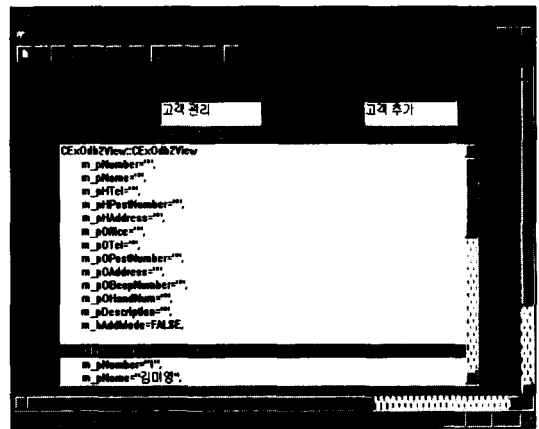 고객 관리
고객 추가
CExOdb2View::CExOdb2View
m_pNumber="",
m_pName="",
m_pHTel="",
m_pHPostNumber="",
m_pHAddress="",
m_pOffice="",
m_pOTel="",
m_pOPostNumber="",
m_pOAddress="",
m_pOBeepNumber="",
m_pOHandNum="",
m_pDescription="",
m_bAddMode=FALSE,
m_pNumber="1",
m_pName="김미영",